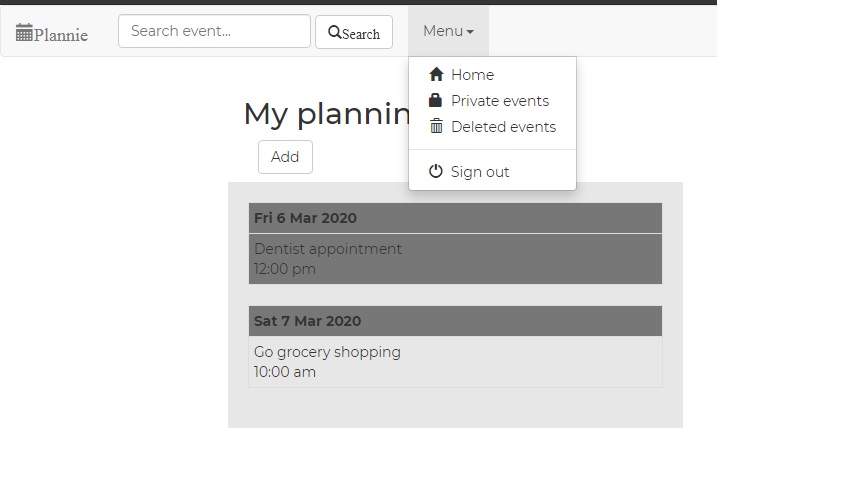 Plannie
Search event...
Search
Menu
Home
Private events
Deleted events
Sign out
My plannin
Add
Fri 6 Mar 2020
Dentist appointment
12:00 pm
Sat 7 Mar 2020
Go grocery shopping
10:00 am